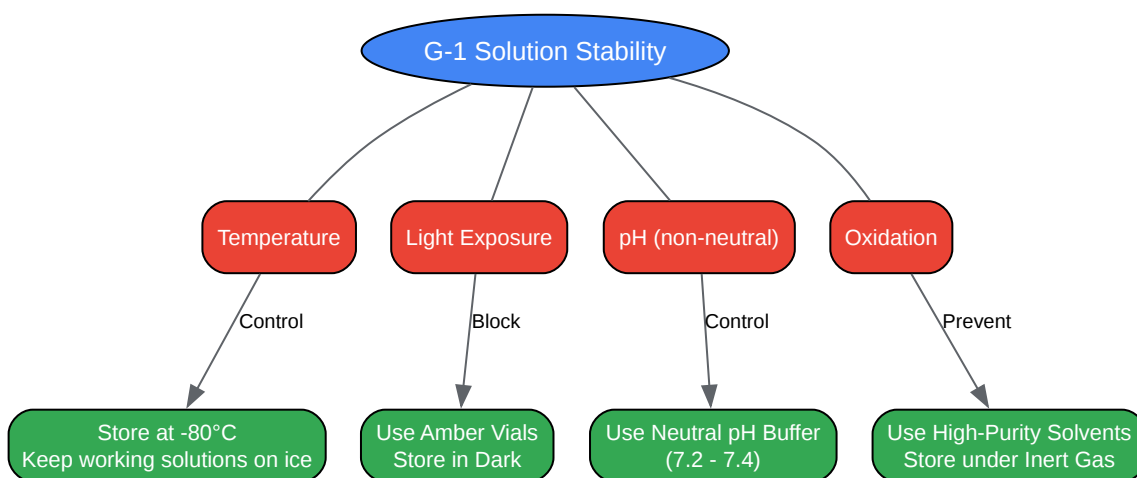 G-1 Solution Stability
Temperature
Light Exposure
pH (non-neutral)
Oxidation
Control
Block
Control
Prevent
Store at -80°C
Keep working solutions on ice
Use Amber Vials
Store in Dark
Use Neutral pH Buffer
(7.2 - 7.4)
Use High-Purity Solvents
Store under Inert Gas